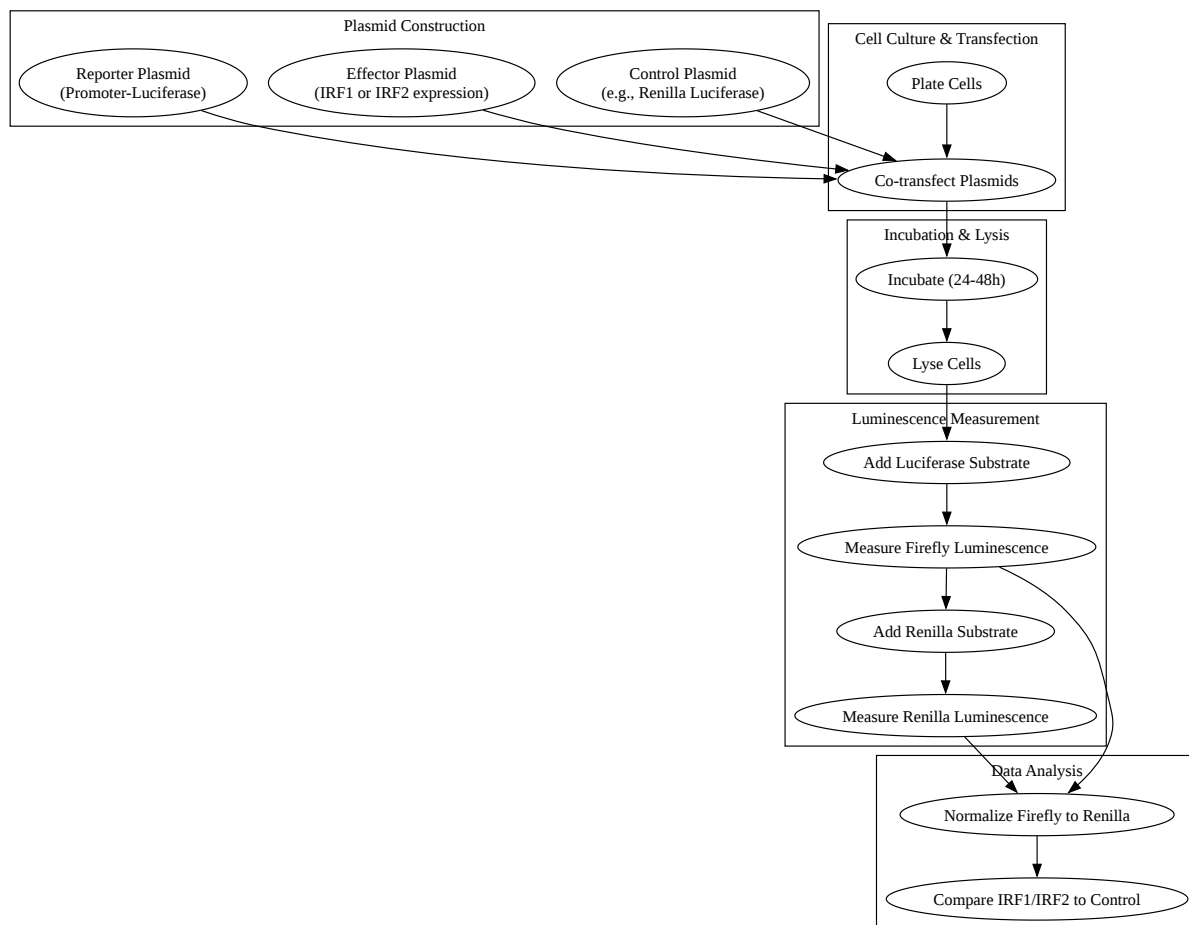 Plasmid Construction
Reporter Plasmid
(Promoter-Luciferase)
Effector Plasmid
(IRF1 or IRF2 expression)
Control Plasmid
(e.g., Renilla Luciferase)
Cell Culture & Transfection
Plate Cells
Co-transfect Plasmids
Incubation & Lysis
Incubate (24-48h)
Lyse Cells
Luminescence Measurement
Add Luciferase Substrate
Measure Firefly Luminescence
Add Renilla Substrate
Measure Renilla Luminescence
Data Analysis
Normalize Firefly to Renilla
Compare IRF1/IRF2 to Control